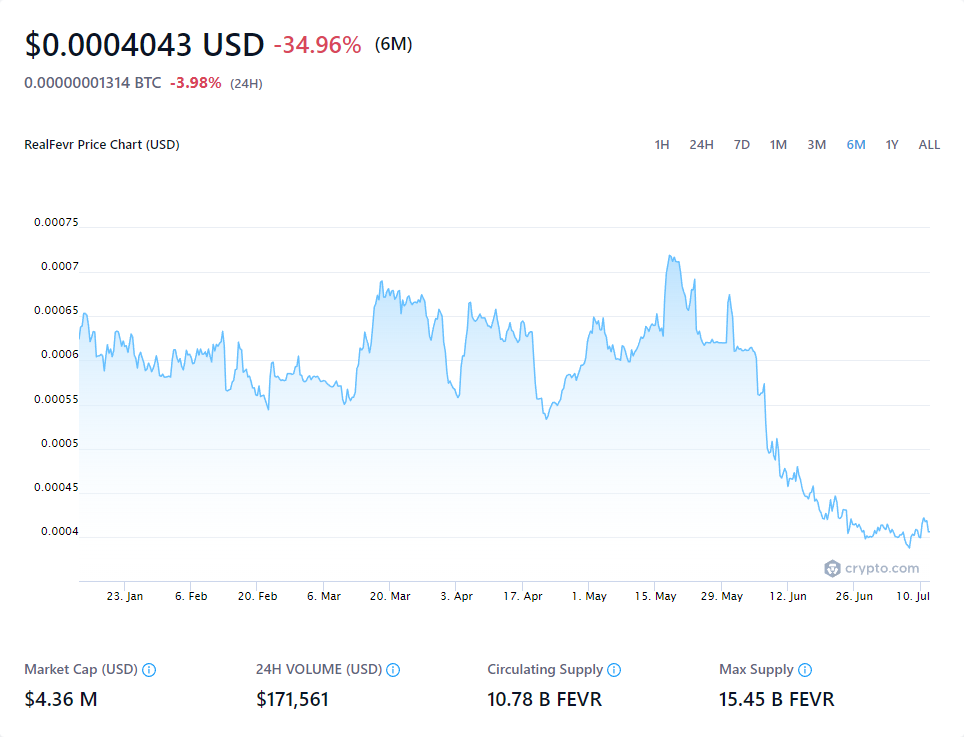 $0.0004043 USD -34.96% (6M)
0.00000001314 BTC -3.98% (24H)
RealFevr Price Chart (USD) 1H 24H 7D 1M 3M 6M 1Y ALL
0.00075
0.0007
0.00065
0.0006
0.00055
0.0005
0.00045
0.0004
crypto.com
23. Jan 6. Feb 20. Feb 6. Mar 20. Mar 3. Apr 17. Apr 1. May 15. May 29. May 12. Jun 26. Jun 10. Jul
Market Cap (USD) 24H VOLUME (USD) Circulating Supply Max Supply
$4.36 M $171,561 10.78 B FEVR 15.45 B FEVR